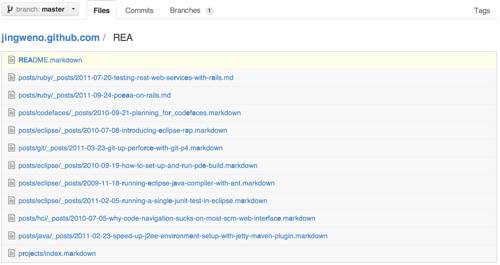 branch: master
Files
Commits
Branches 1
Tags
jingweno.github.com / REA
README.markdown
posts/ruby/_posts/2011-07-20-testing-rest-web-services-with-rails.md
posts/ruby/_posts/2011-09-24-poeaa-on-rails.md
posts/codefaces/_posts/2010-09-21-planning_for_codefaces.markdown
posts/eclipse/_posts/2010-07-08-introducing-eclipse-rap.markdown
posts/git/_posts/2011-03-23-git-up-perforce-with-git-p4.markdown
posts/eclipse/_posts/2010-09-19-how-to-set-up-and-run-pde-build.markdown
posts/eclipse/_posts/2009-11-18-running-eclipse-java-compiler-with-ant.markdown
posts/eclipse/_posts/2011-02-05-running-a-single-junit-test-in-eclipse.markdown
posts/hci/_posts/2010-07-05-why-code-navigation-sucks-on-most-scm-web-interface.markdown
posts/java/_posts/2011-02-23-speed-up-j2ee-environment-setup-with-jetty-maven-plugin.markdown
projects/index.markdown